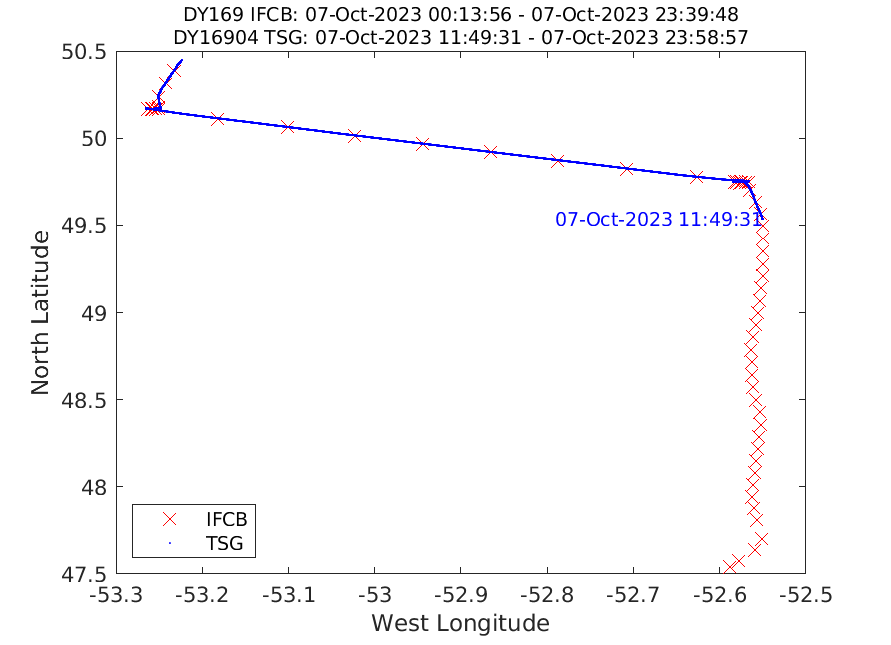 DY169 IFCB: 07-Oct-2023 00:13:56 - 07-Oct-2023 23:39:48
DY16904 TSG: 07-Oct-2023 11:49:31 - 07-Oct-2023 23:58:57
50.5
50
49.5
49
48.5
48
47.5
North Latitude
07-Oct-2023 11:49:31
IFCB
TSG
-53.3
-53.2
-53.1
-53
-52.9
-52.8
-52.7
-52.6
-52.5
West Longitude